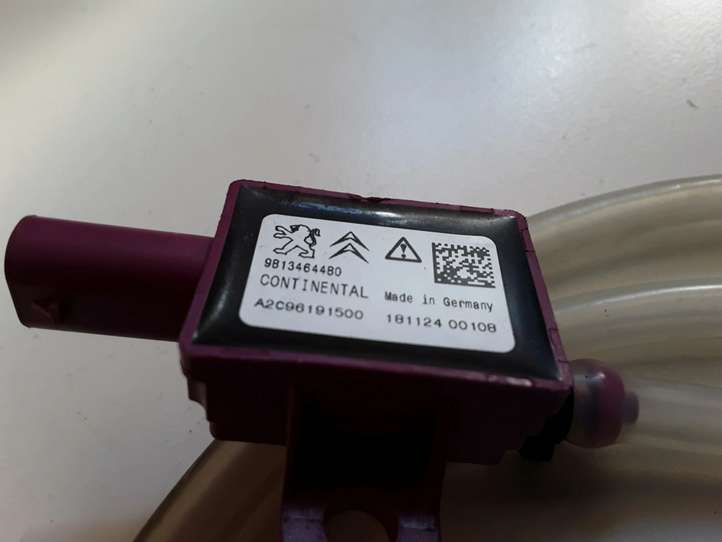 9813464480
CONTINENTAL
Made in Germany
A2C96191500
181124 00108